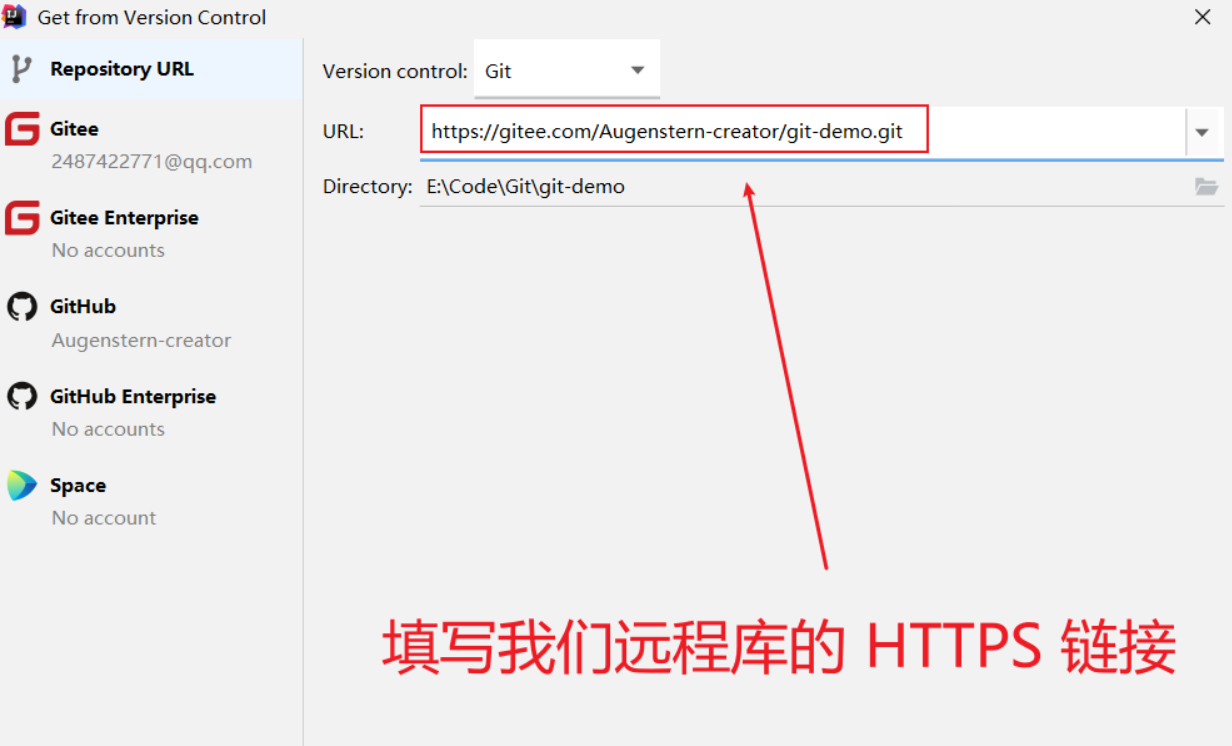 Get from Version Control
Repository URL
Gitee
2487422771@qq.com
Gitee Enterprise
No accounts
GitHub
Augenstern-creator
GitHub Enterprise
No accounts
Space
No account
Version control: Git
URL: https://gitee.com/Augenstern-creator/git-demo.git
Directory: E:\Code\Git\git-demo
填写我们远程库的 HTTPS 链接